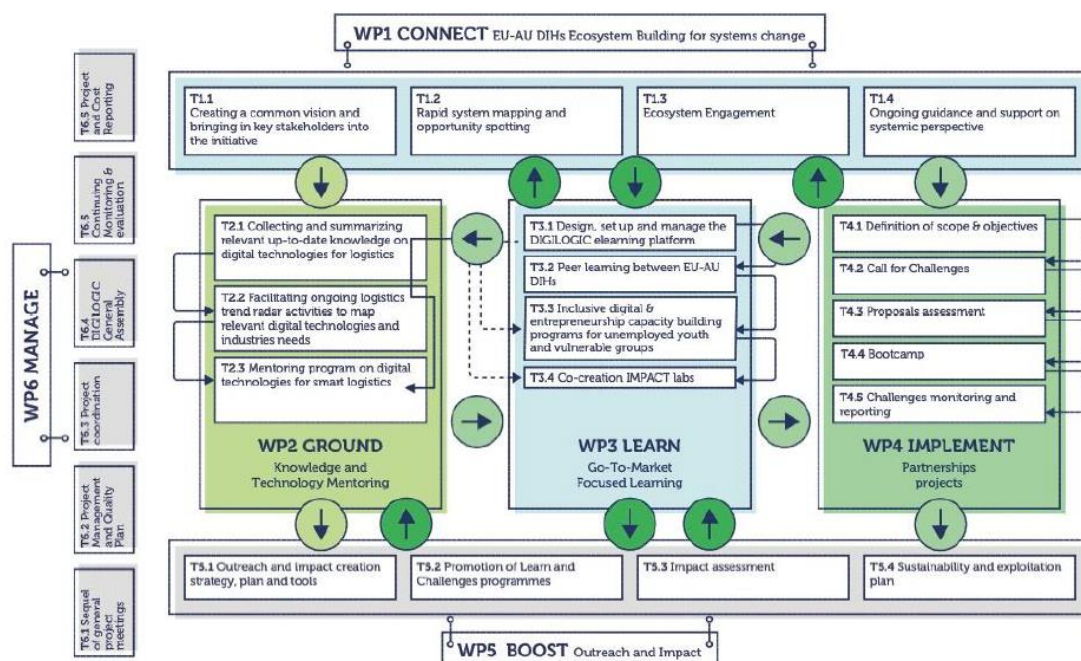 WP1 CONNECT EU-AU DIHs Ecosystem Building for systems change
T1.1
Creating a common vision and
bringing in key stakeholders into
the initiative
T1.2
Rapid system mapping and
opportunity spotting
T1.3
Ecosystem Engagement
T1.4
Ongoing guidance and support on
systemic perspective
WP6 MANAGE
T6.5 Project
and Cost
Reporting
T6.5
Continuing
Monitoring &
evaluation
T6.4
DIGILOGIC
General
Assembly
T6.3 Project
coordination
T6.2 Project
Management
and Quality
Plan
T6.1 Sequel
of general
project
meetings
T2.1 Collecting and summarizing
relevant up-to-date knowledge on
digital technologies for logistics
T2.2 Facilitating ongoing logistics
trend radar activities to map
relevant digital technologies and
industries needs
T2.3 Mentoring program on digital
technologies for smart logistics
WP2 GROUND
Knowledge and
Technology Mentoring
T3.1 Design, set up and manage the
DIGILOGIC elearning platform
T3.2 Peer learning between EU-AU
DIHs
T3.3 Inclusive digital &
entrepreneurship capacity building
programs for unemployed youth
and vulnerable groups
T3.4 Co-creation IMPACT labs
WP3 LEARN
Go-To-Market
Focused Learning
T4.1 Definition of scope & objectives
T4.2 Call for Challenges
T4.3 Proposals assessment
T4.4 Bootcamp
T4.5 Challenges monitoring and
reporting
WP4 IMPLEMENT
Partnerships
projects
T5.1 Outreach and impact creation
strategy, plan and tools
T5.2 Promotion of Learn and
Challenges programmes
T5.3 Impact assessment
T5.4 Sustainability and exploitation
plan
WP5 BOOST Outreach and Impact